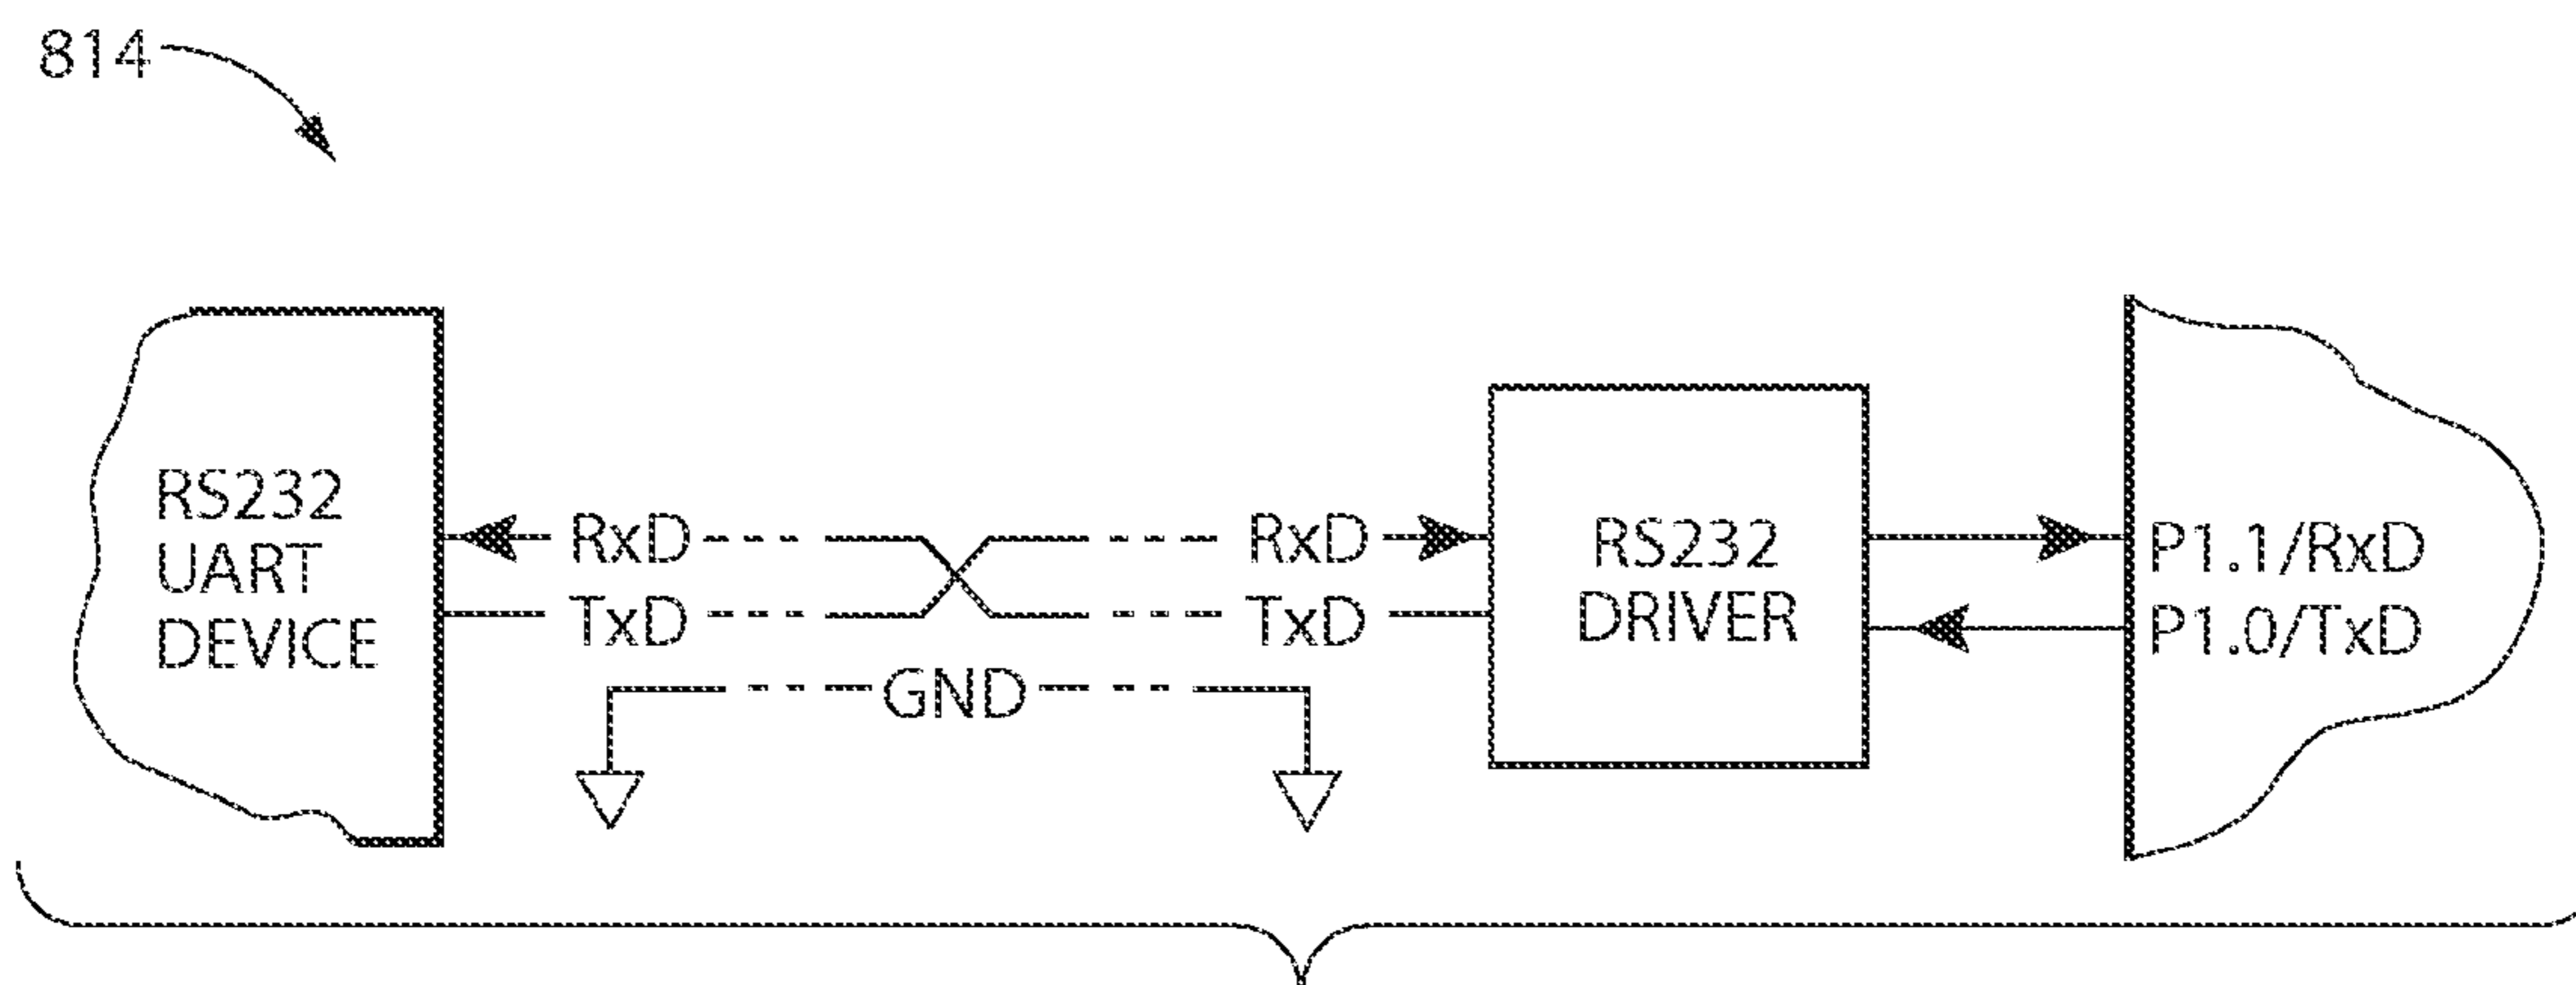 814
RS232
UART
DEVICE
RxD
TxD
GND
RxD
TxD
RS232
DRIVER
P1.1/RxD
P1.0/TxD